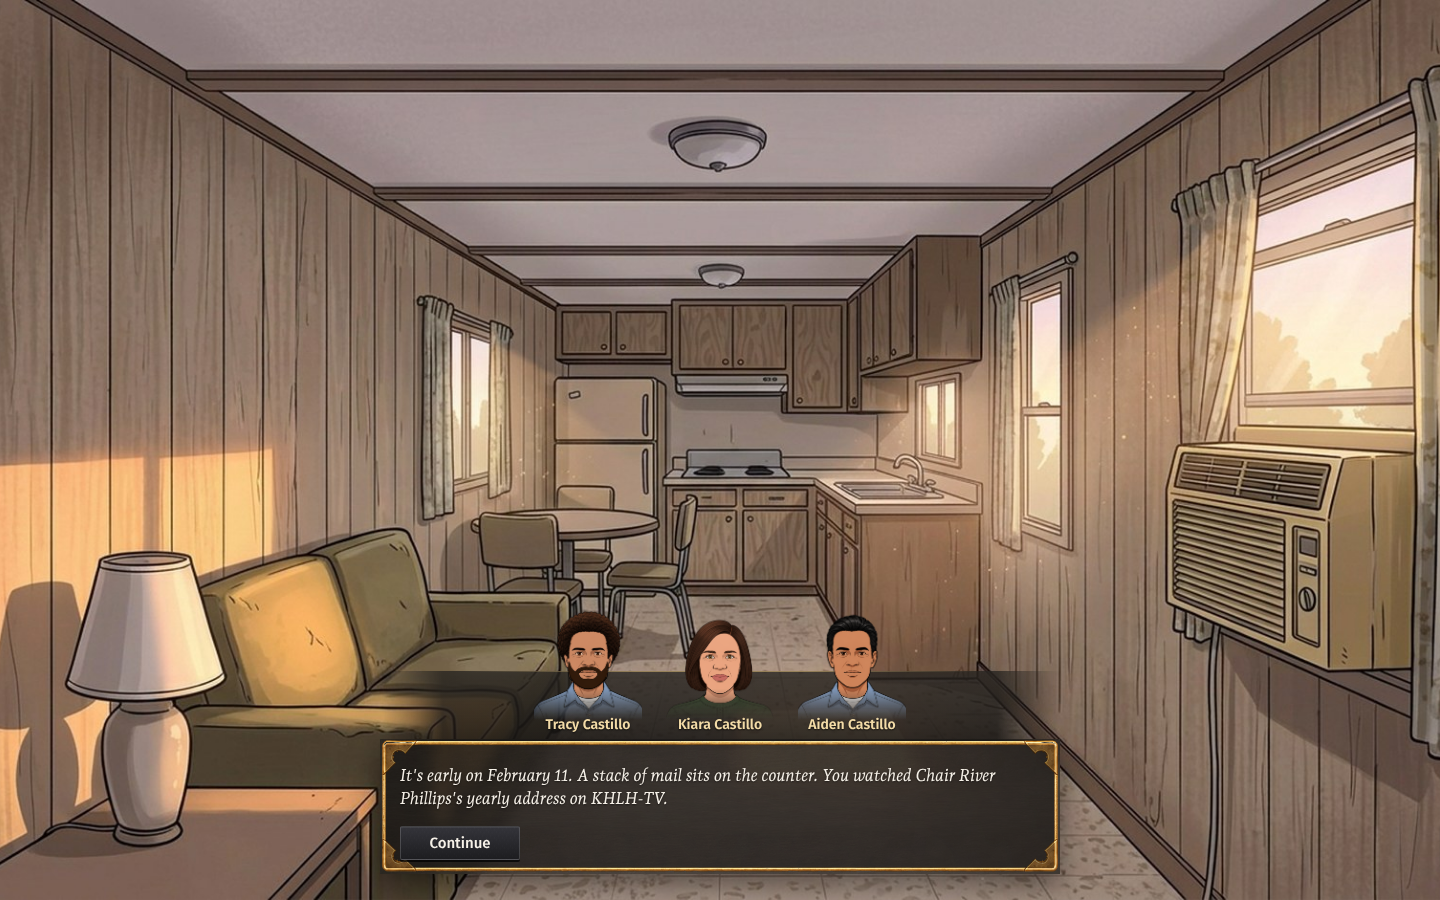 Tracy Castillo
Kiara Castillo
Aiden Castillo
It's early on February 11. A stack of mail sits on the counter. You watched Chair River
Phillips's yearly address on KHLH-TV.
Continue